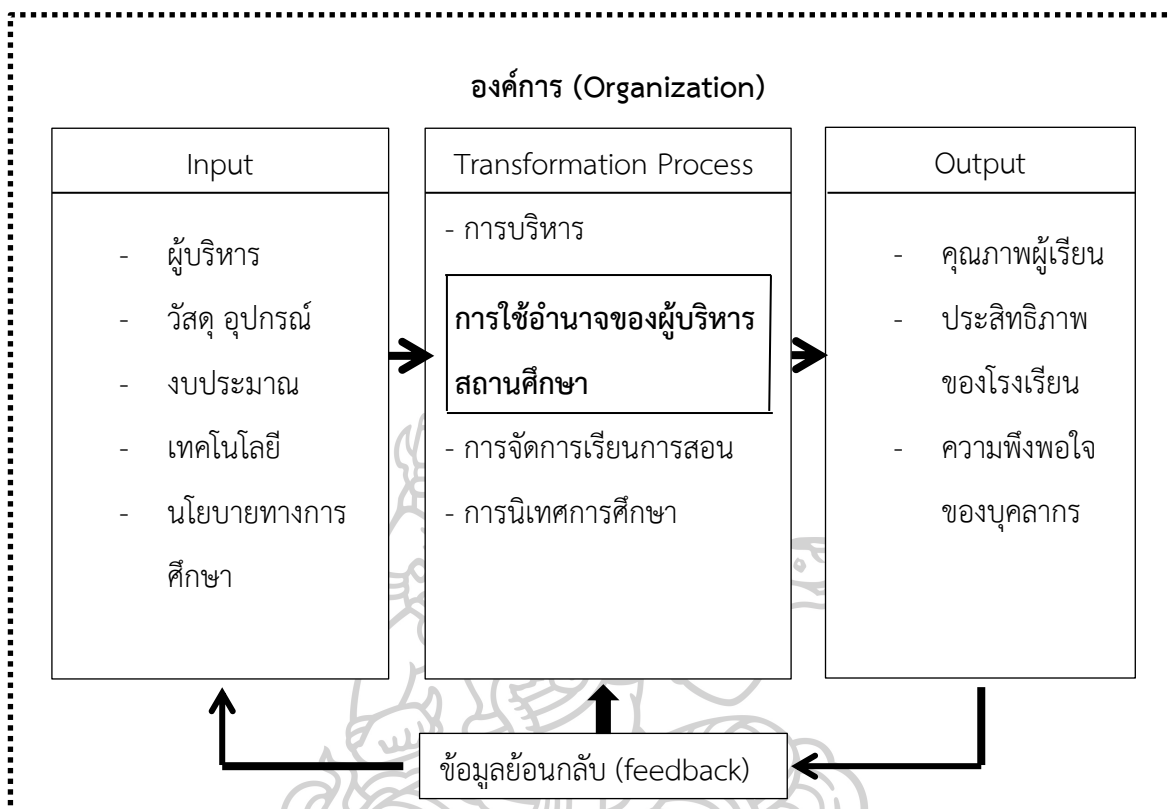 องค์การ (Organization)
Input
- ผู้บริหาร
- วัสดุ อุปกรณ์
- งบประมาณ
- เทคโนโลยี
- นโยบายทางการ
ศึกษา
Transformation Process
- การบริหาร
การใช้อำนาจของผู้บริหาร
สถานศึกษา
- การจัดการเรียนการสอน
- การนิเทศการศึกษา
Output
- คุณภาพผู้เรียน
- ประสิทธิภาพ
ของโรงเรียน
- ความพึงพอใจ
ของบุคลากร
ข้อมูลย้อนกลับ (feedback)